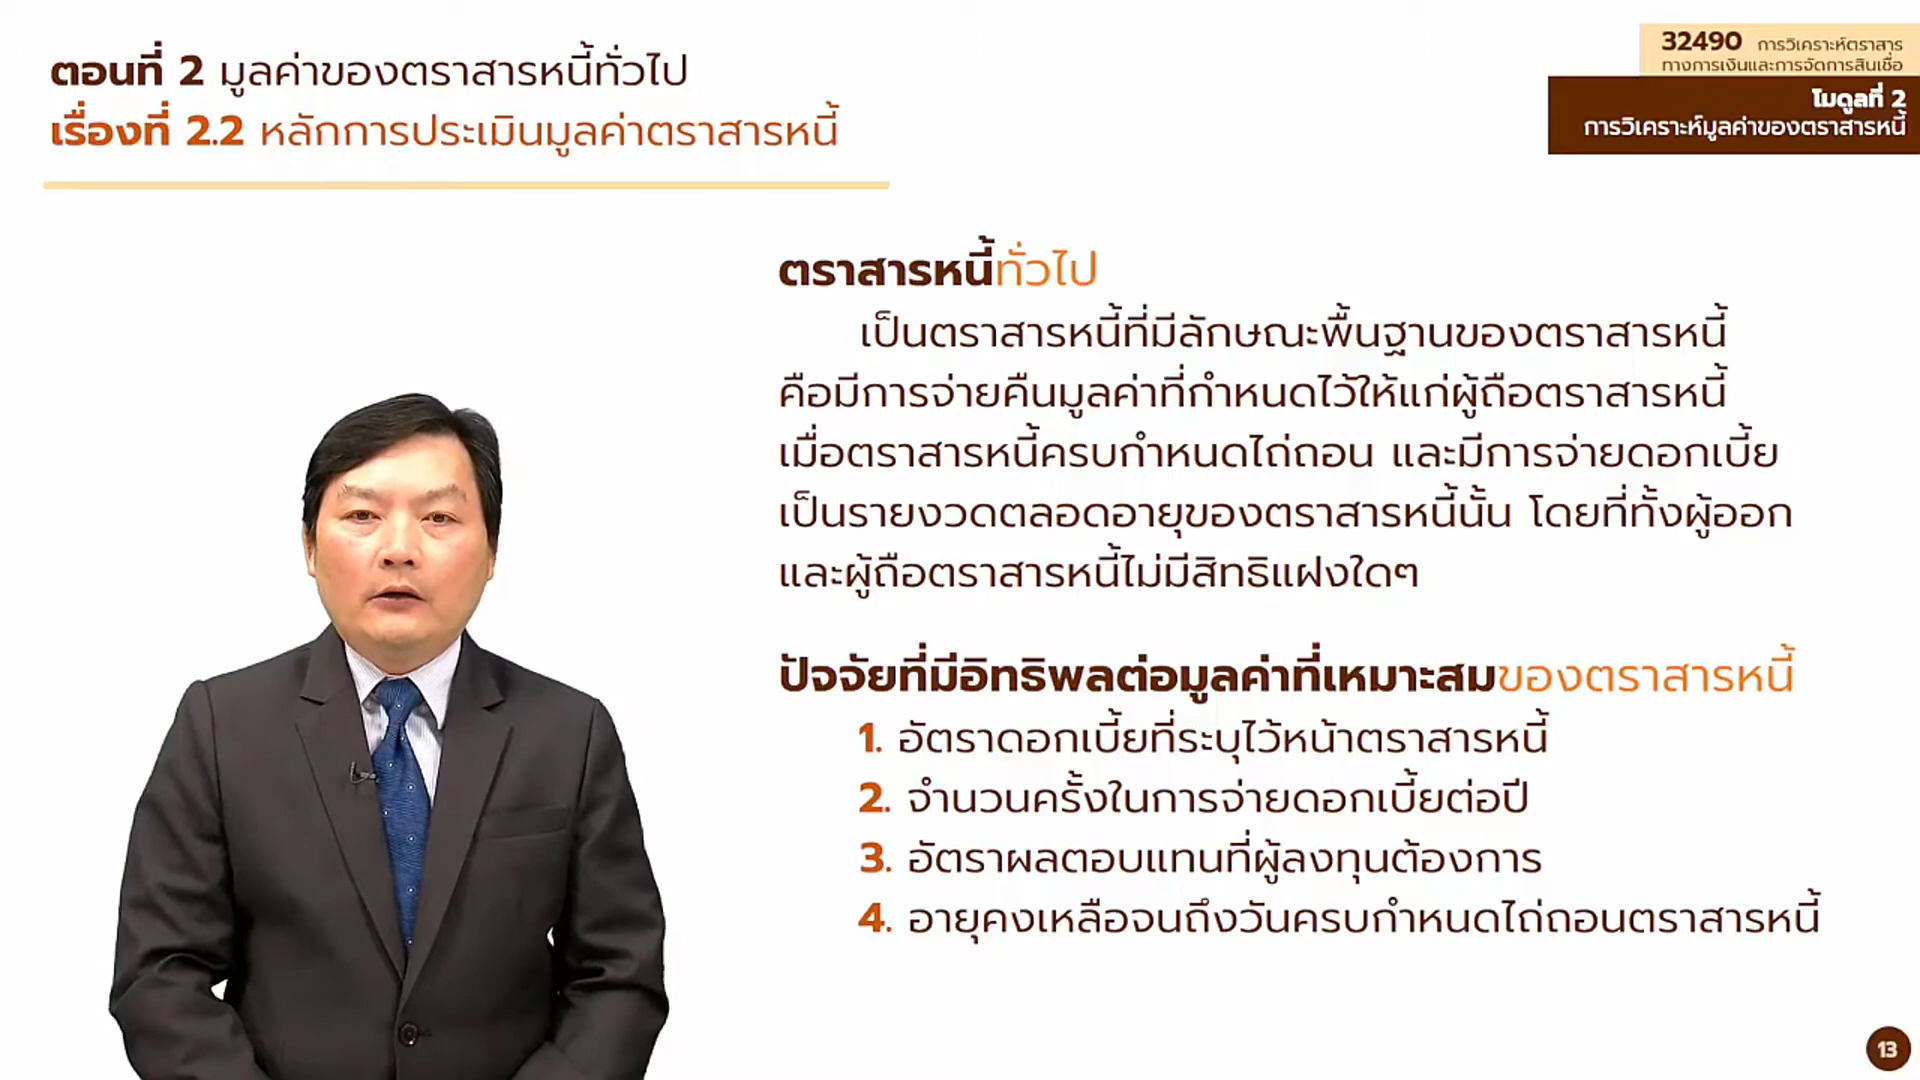 ตอนที่ 2 มูลค่าของตราสารหนี้ทั่วไป
เรื่องที่ 2.2 หลักการประเมินมูลค่าตราสารหนี้
32490 การวิเคราะห์ตราสาร
ทางการเงินและการจัดการสินเชื่อ
โมดูลที่ 2
การวิเคราะห์มูลค่าของตราสารหนี้
ตราสารหนี้ทั่วไป
เป็นตราสารหนี้ที่มีลักษณะพื้นฐานของตราสารหนี้
คือมีการจ่ายคืนมูลค่าที่กำหนดไว้ให้แก่ผู้ถือตราสารหนี้
เมื่อตราสารหนี้ครบกำหนดไถ่ถอน และมีการจ่ายดอกเบี้ย
เป็นรายงวดตลอดอายุของตราสารหนี้นั้น โดยที่ทั้งผู้ออก
และผู้ถือตราสารหนี้ไม่มีสิทธิแฝงใดๆ
ปัจจัยที่มีอิทธิพลต่อมูลค่าที่เหมาะสมของตราสารหนี้
1. อัตราดอกเบี้ยที่ระบุไว้หน้าตราสารหนี้
2. จำนวนครั้งในการจ่ายดอกเบี้ยต่อปี
3. อัตราผลตอบแทนที่ผู้ลงทุนต้องการ
4. อายุคงเหลือจนถึงวันครบกำหนดไถ่ถอนตราสารหนี้
13